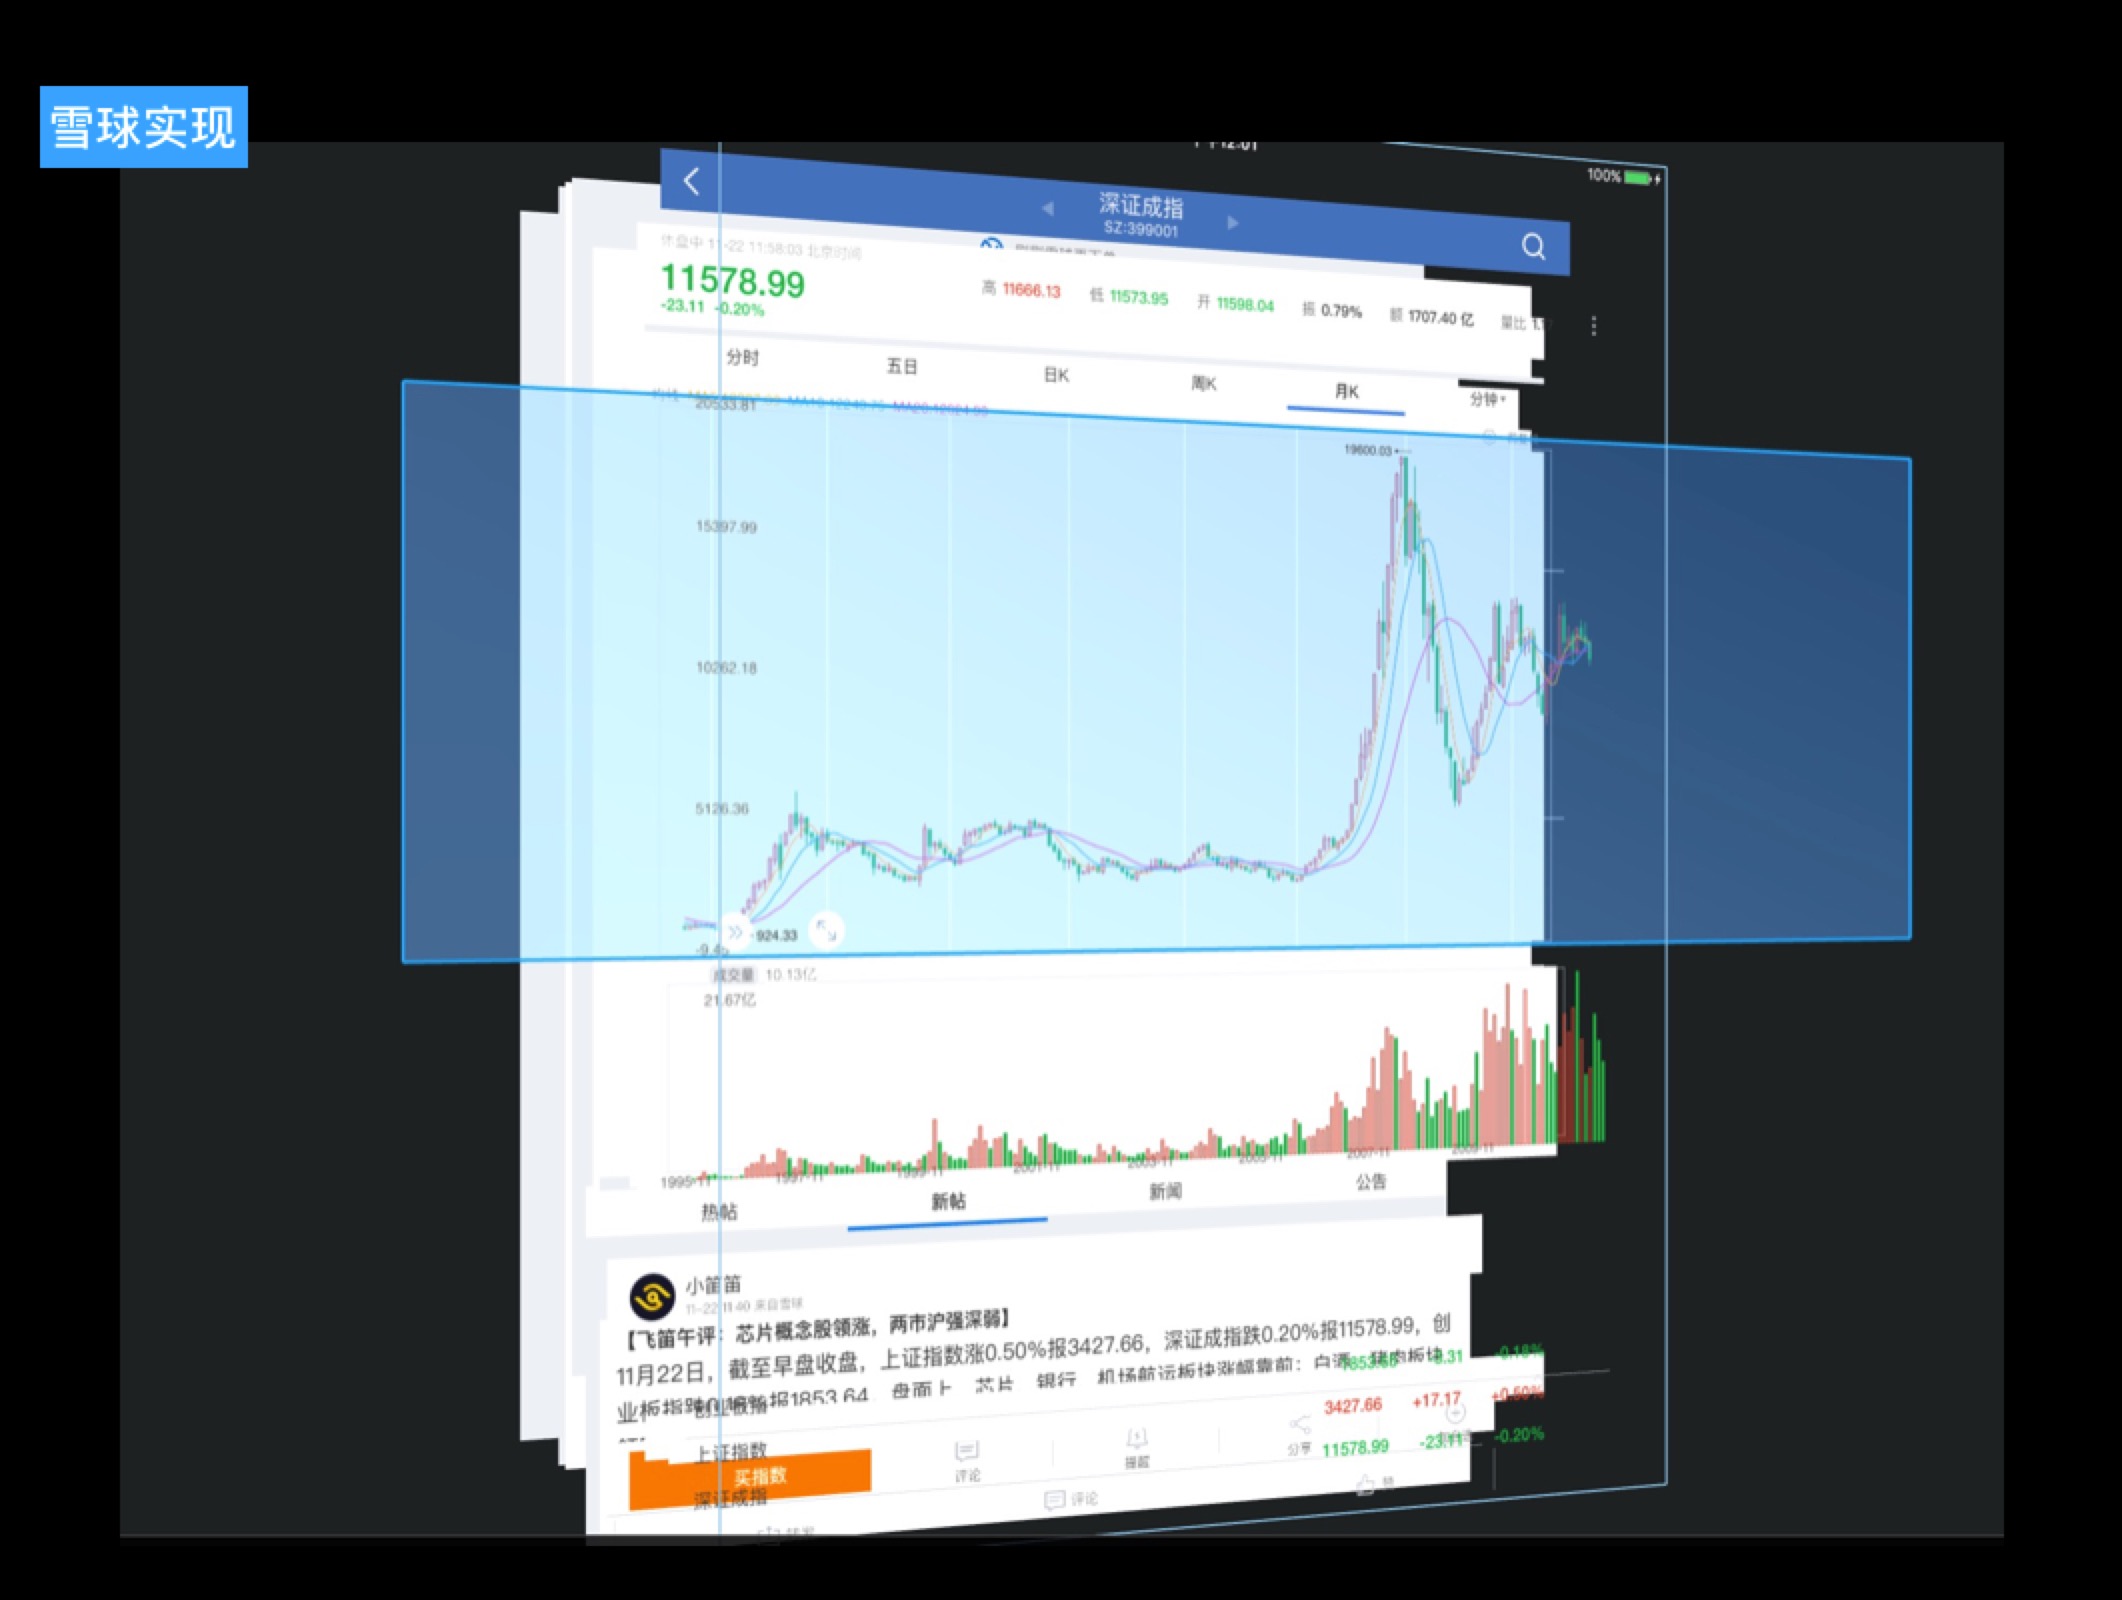 雪球实现
100%
深证成指
SZ:399001
休盘中 11-22 11:58:03 北京时间
11578.99
-23.11 -0.20%
高 11666.13 低 11573.95 开 11598.04 振 0.79% 额 1707.40 亿 量比
分时 五日 日K 周K 月K 分钟
20533.81
19600.03
15397.99
10262.18
5126.36
924.33
成交量 10.13亿
21.67亿
1995-11 1997-11 1999-11 2001-11 2003-11 2005-11 2007-11 2009-11
热帖 新帖 新闻 公告
小笛笛
11-22 11:40 来自雪球
【飞笛午评：芯片概念股领涨，两市沪强深弱】
11月22日，截至早盘收盘，上证指数涨0.50%报3427.66，深证成指跌0.20%报11578.99，创
业板指跌0.18%报1853.64，盘面上，芯片、银行、机场航运板块涨幅靠前；白酒、猪肉板块
创业板指 -0.18%
上证指数 3427.66 +17.17 +0.50%
深证成指 11578.99 -23.11 -0.20%
买指数 评论 提醒 分享
评论 赞